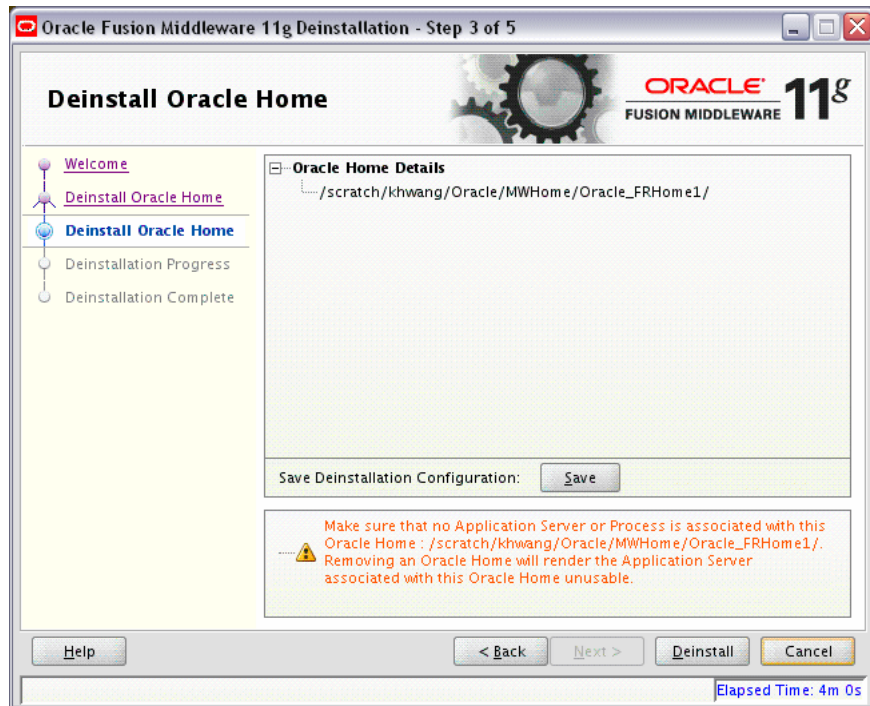 Oracle Fusion Middleware 11g Deinstallation - Step 3 of 5
Deinstall Oracle Home
ORACLE
FUSION MIDDLEWARE
11g
Welcome
Deinstall Oracle Home
Deinstall Oracle Home
Deinstallation Progress
Deinstallation Complete
Oracle Home Details
/scratch/khwang/Oracle/MWHome/Oracle_FRHome1/
Save Deinstallation Configuration:
Save
Make sure that no Application Server or Process is associated with this
Oracle Home : /scratch/khwang/Oracle/MWHome/Oracle_FRHome1/.
Removing an Oracle Home will render the Application Server
associated with this Oracle Home unusable.
Help
< Back
Next >
Deinstall
Cancel
Elapsed Time: 4m 0s